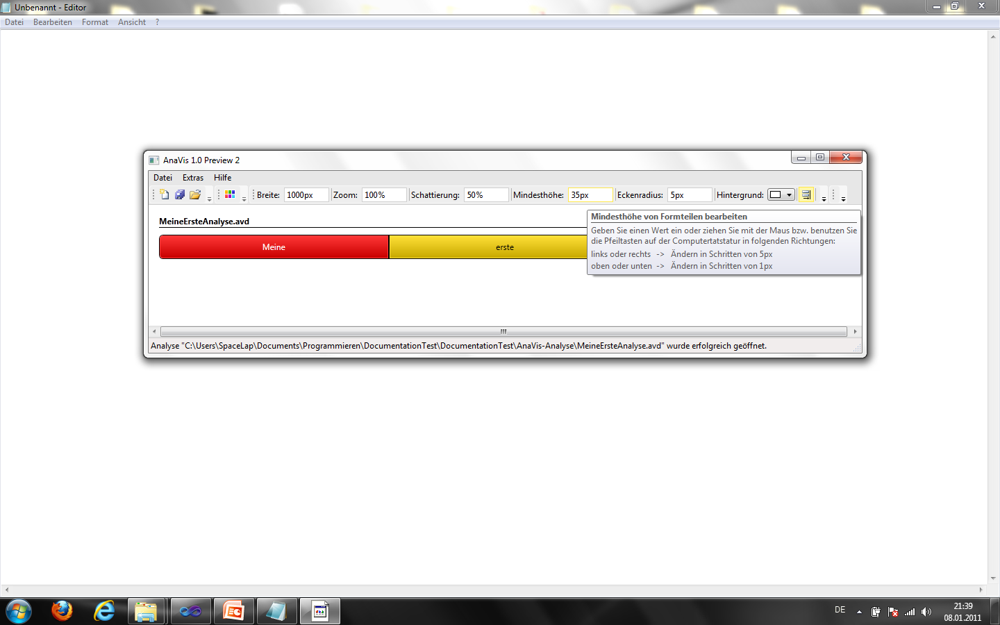 Unbenannt - Editor
Datei Bearbeiten Format Ansicht ?
AnaVis 1.0 Preview 2
Datei Extras Hilfe
Breite: 1000px Zoom: 100% Schattierung: 50% Mindesthöhe: 35px Eckenradius: 5px Hintergrund:
MeineErsteAnalyse.avd
Mindesthöhe von Formteilen bearbeiten
Geben Sie einen Wert ein oder ziehen Sie mit der Maus bzw. benutzen Sie
die Pfeiltasten auf der Computertatstatur in folgenden Richtungen:
links oder rechts -> Ändern in Schritten von 5px
oben oder unten -> Ändern in Schritten von 1px
Meine erste
Analyse "C:\Users\SpaceLap\Documents\Programmieren\DocumentationTest\DocumentationTest\AnaVis-Analyse\MeineErsteAnalyse.avd" wurde erfolgreich geöffnet.
DE
21:39
08.01.2011